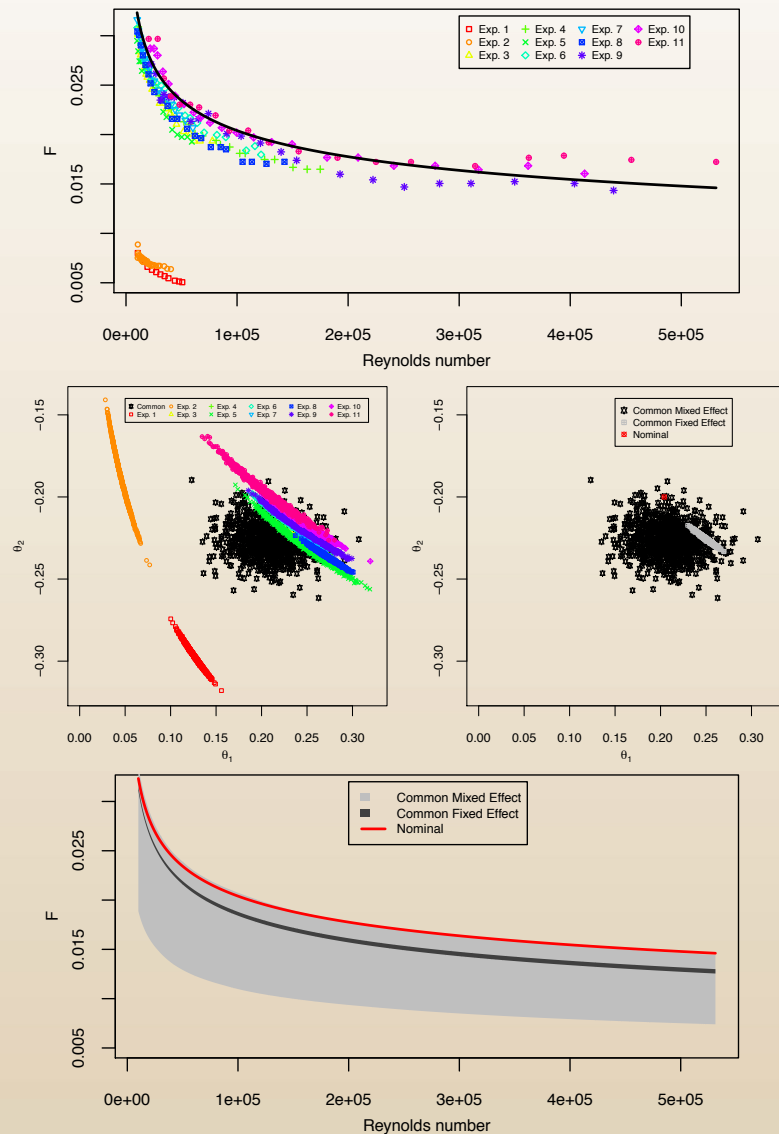 Exp. 1 Exp. 4 Exp. 7 Exp. 10
Exp. 2 Exp. 5 Exp. 8 Exp. 11
Exp. 3 Exp. 6 Exp. 9
F
0.005 0.015 0.025
0e+00 1e+05 2e+05 3e+05 4e+05 5e+05
Reynolds number
Common Exp. 2 Exp. 4 Exp. 6 Exp. 8 Exp. 10
Exp. 1 Exp. 3 Exp. 5 Exp. 7 Exp. 9 Exp. 11
θ2
−0.30 −0.25 −0.20 −0.15
0.00 0.05 0.10 0.15 0.20 0.25 0.30
θ1
Common Mixed Effect
Common Fixed Effect
Nominal
θ2
−0.30 −0.25 −0.20 −0.15
0.00 0.05 0.10 0.15 0.20 0.25 0.30
θ1
Common Mixed Effect
Common Fixed Effect
Nominal
F
0.005 0.015 0.025
0e+00 1e+05 2e+05 3e+05 4e+05 5e+05
Reynolds number